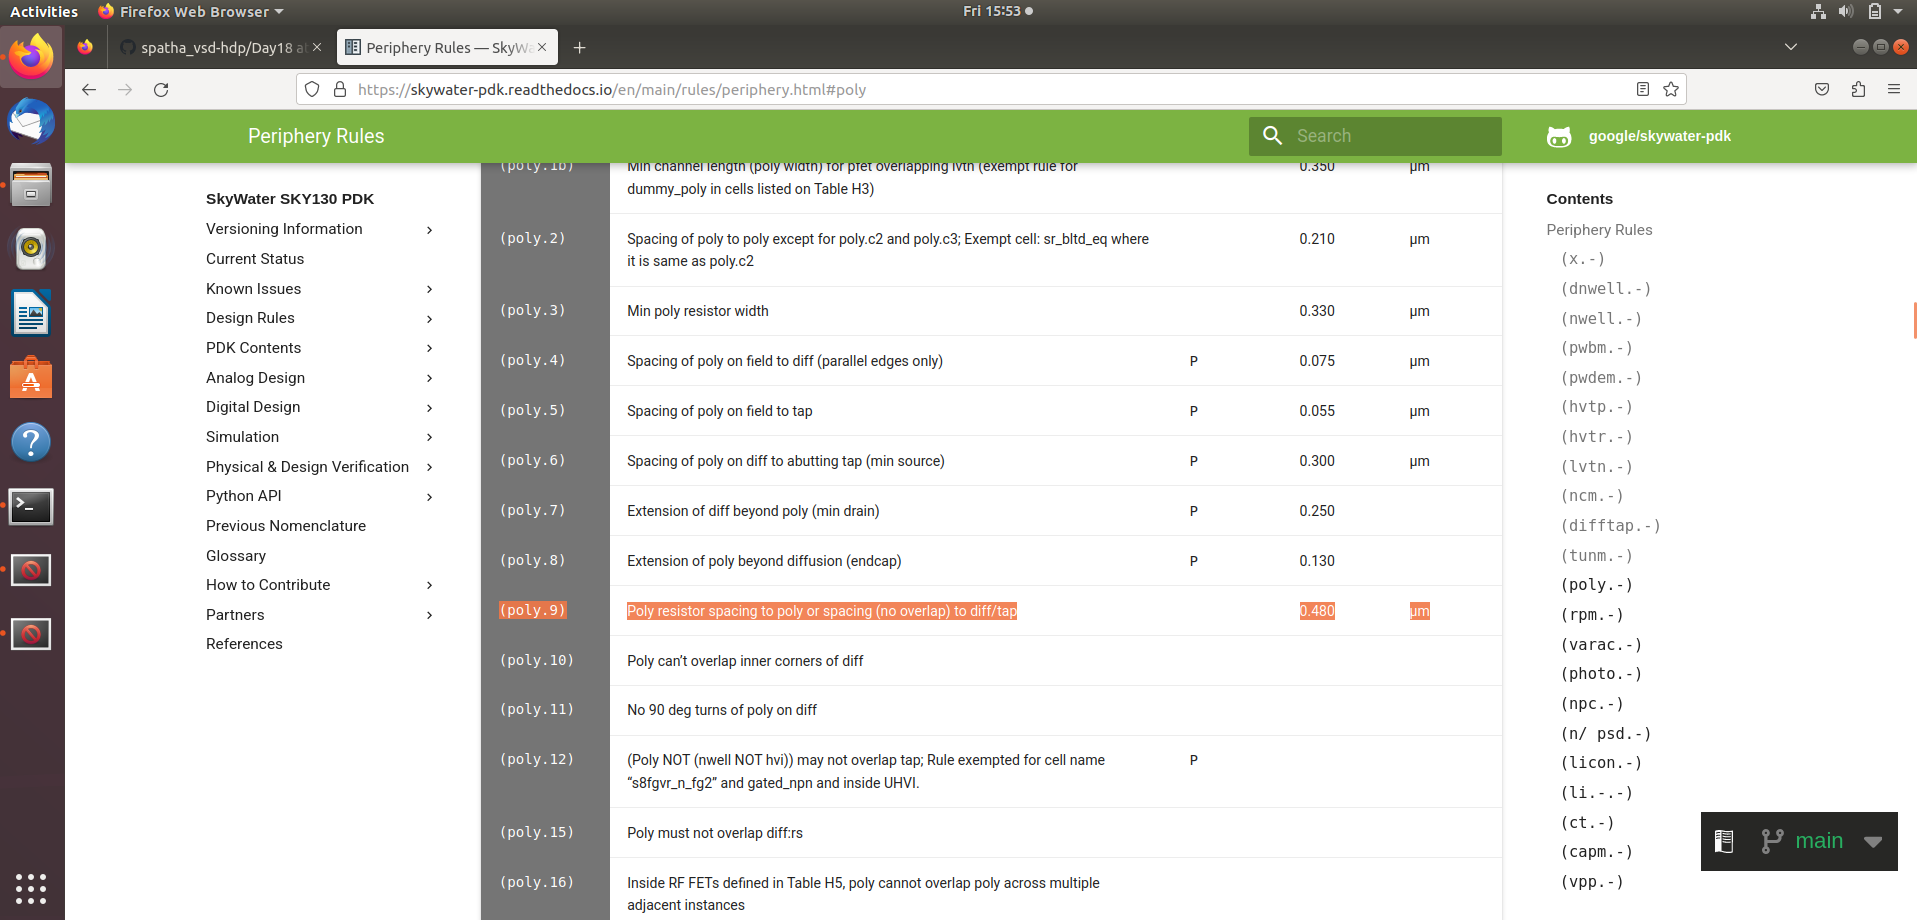 Activities
Firefox Web Browser
Fri 15:53
spatha_vsd-hdp/Day18 a
Periphery Rules — SkyWa
https://skywater-pdk.readthedocs.io/en/main/rules/periphery.html#poly
Periphery Rules
Search
google/skywater-pdk
SkyWater SKY130 PDK
Versioning Information
Current Status
Known Issues
Design Rules
PDK Contents
Analog Design
Digital Design
Simulation
Physical & Design Verification
Python API
Previous Nomenclature
Glossary
How to Contribute
Partners
References
(poly.1b) Min channel length (poly width) for pfet overlapping lvtn (exempt rule for 0.350 µm
dummy_poly in cells listed on Table H3)
(poly.2) Spacing of poly to poly except for poly.c2 and poly.c3; Exempt cell: sr_bltd_eq where 0.210 µm
it is same as poly.c2
(poly.3) Min poly resistor width 0.330 µm
(poly.4) Spacing of poly on field to diff (parallel edges only) P 0.075 µm
(poly.5) Spacing of poly on field to tap P 0.055 µm
(poly.6) Spacing of poly on diff to abutting tap (min source) P 0.300 µm
(poly.7) Extension of diff beyond poly (min drain) P 0.250
(poly.8) Extension of poly beyond diffusion (endcap) P 0.130
(poly.9) Poly resistor spacing to poly or spacing (no overlap) to diff/tap 0.480 µm
(poly.10) Poly can’t overlap inner corners of diff
(poly.11) No 90 deg turns of poly on diff
(poly.12) (Poly NOT (nwell NOT hvi)) may not overlap tap; Rule exempted for cell name P
“s8fgvr_n_fg2” and gated_npn and inside UHVI.
(poly.15) Poly must not overlap diff:rs
(poly.16) Inside RF FETs defined in Table H5, poly cannot overlap poly across multiple
adjacent instances
Contents
Periphery Rules
(x.-)
(dnwell.-)
(nwell.-)
(pwbm.-)
(pwdem.-)
(hvtp.-)
(hvtr.-)
(lvtn.-)
(ncm.-)
(difftap.-)
(tunm.-)
(poly.-)
(rpm.-)
(varac.-)
(photo.-)
(npc.-)
(n/ psd.-)
(licon.-)
(li.-.-)
(ct.-)
(capm.-)
(vpp.-)
main